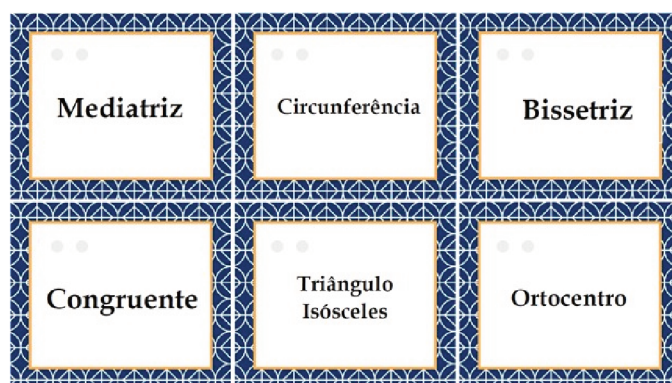 Mediatriz
Circunferência
Bissetriz
Congruente
Triângulo
Isósceles
Ortocentro